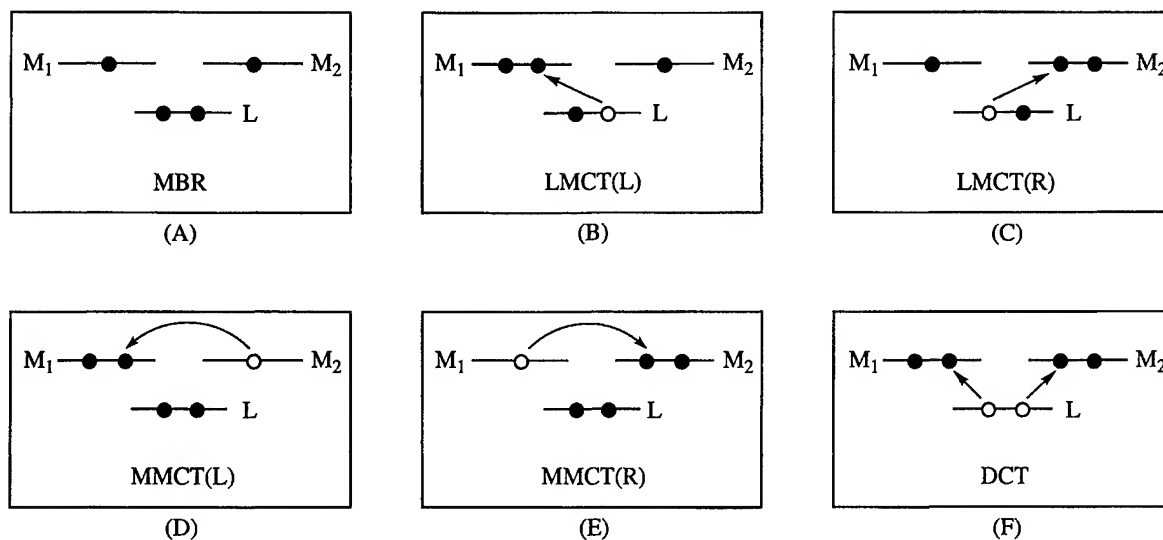 M₁ M₂
L
MBR
(A)
M₁ M₂
L
LMCT(L)
(B)
M₁ M₂
L
LMCT(R)
(C)
M₁ M₂
L
MMCT(L)
(D)
M₁ M₂
L
MMCT(R)
(E)
M₁ M₂
L
DCT
(F)